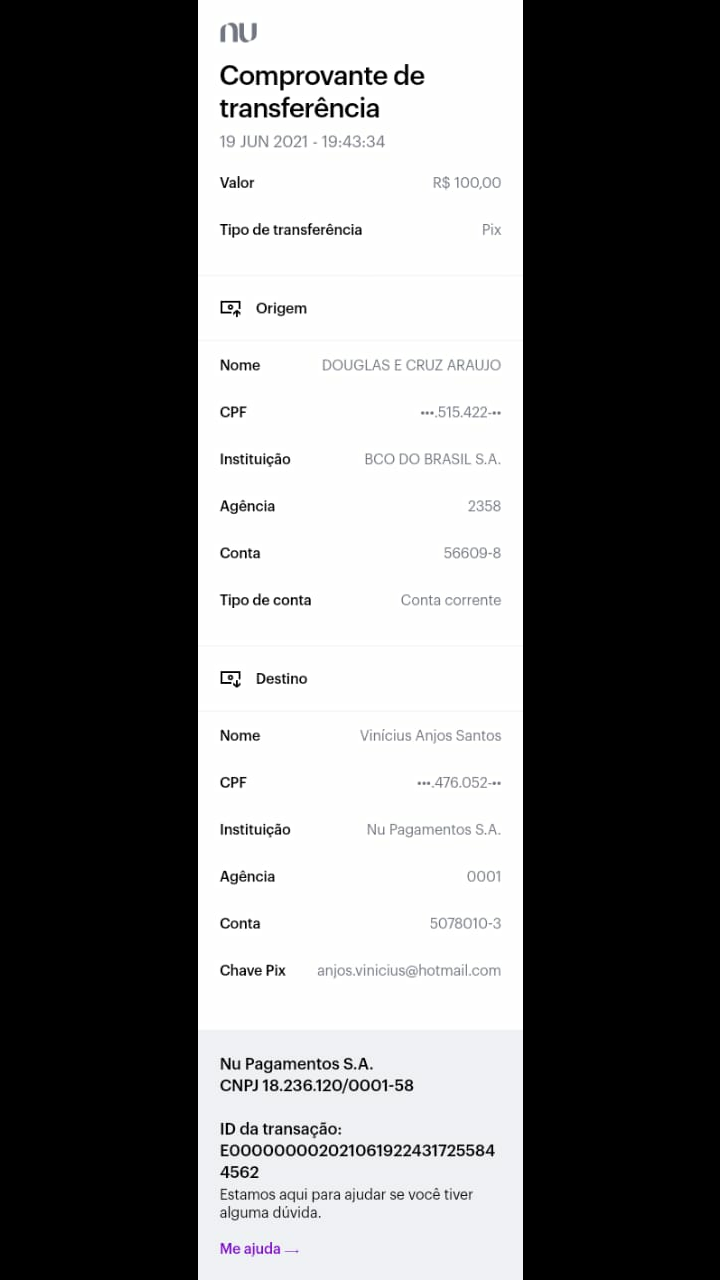 nu
Comprovante de
transferência
19 JUN 2021 - 19:43:34
Valor R$ 100,00
Tipo de transferência Pix
Origem
Nome DOUGLAS E CRUZ ARAUJO
CPF •••.515.422-••
Instituição BCO DO BRASIL S.A.
Agência 2358
Conta 56609-8
Tipo de conta Conta corrente
Destino
Nome Vinícius Anjos Santos
CPF •••.476.052-••
Instituição Nu Pagamentos S.A.
Agência 0001
Conta 5078010-3
Chave Pix anjos.vinicius@hotmail.com
Nu Pagamentos S.A.
CNPJ 18.236.120/0001-58
ID da transação:
E0000000020210619224317255​84
4562
Estamos aqui para ajudar se você tiver
alguma dúvida.
Me ajuda →